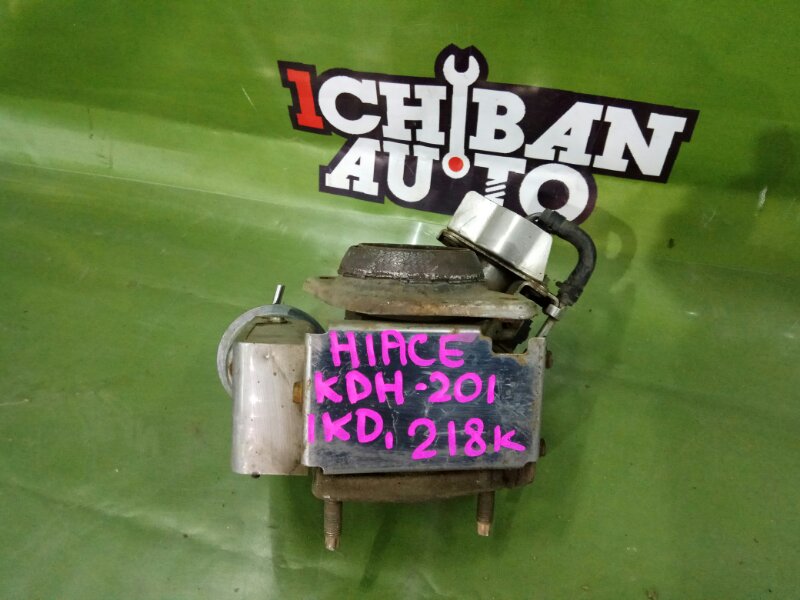 1CHIBAN
AUTO
HIACE
KDH-201
1KD, 218K